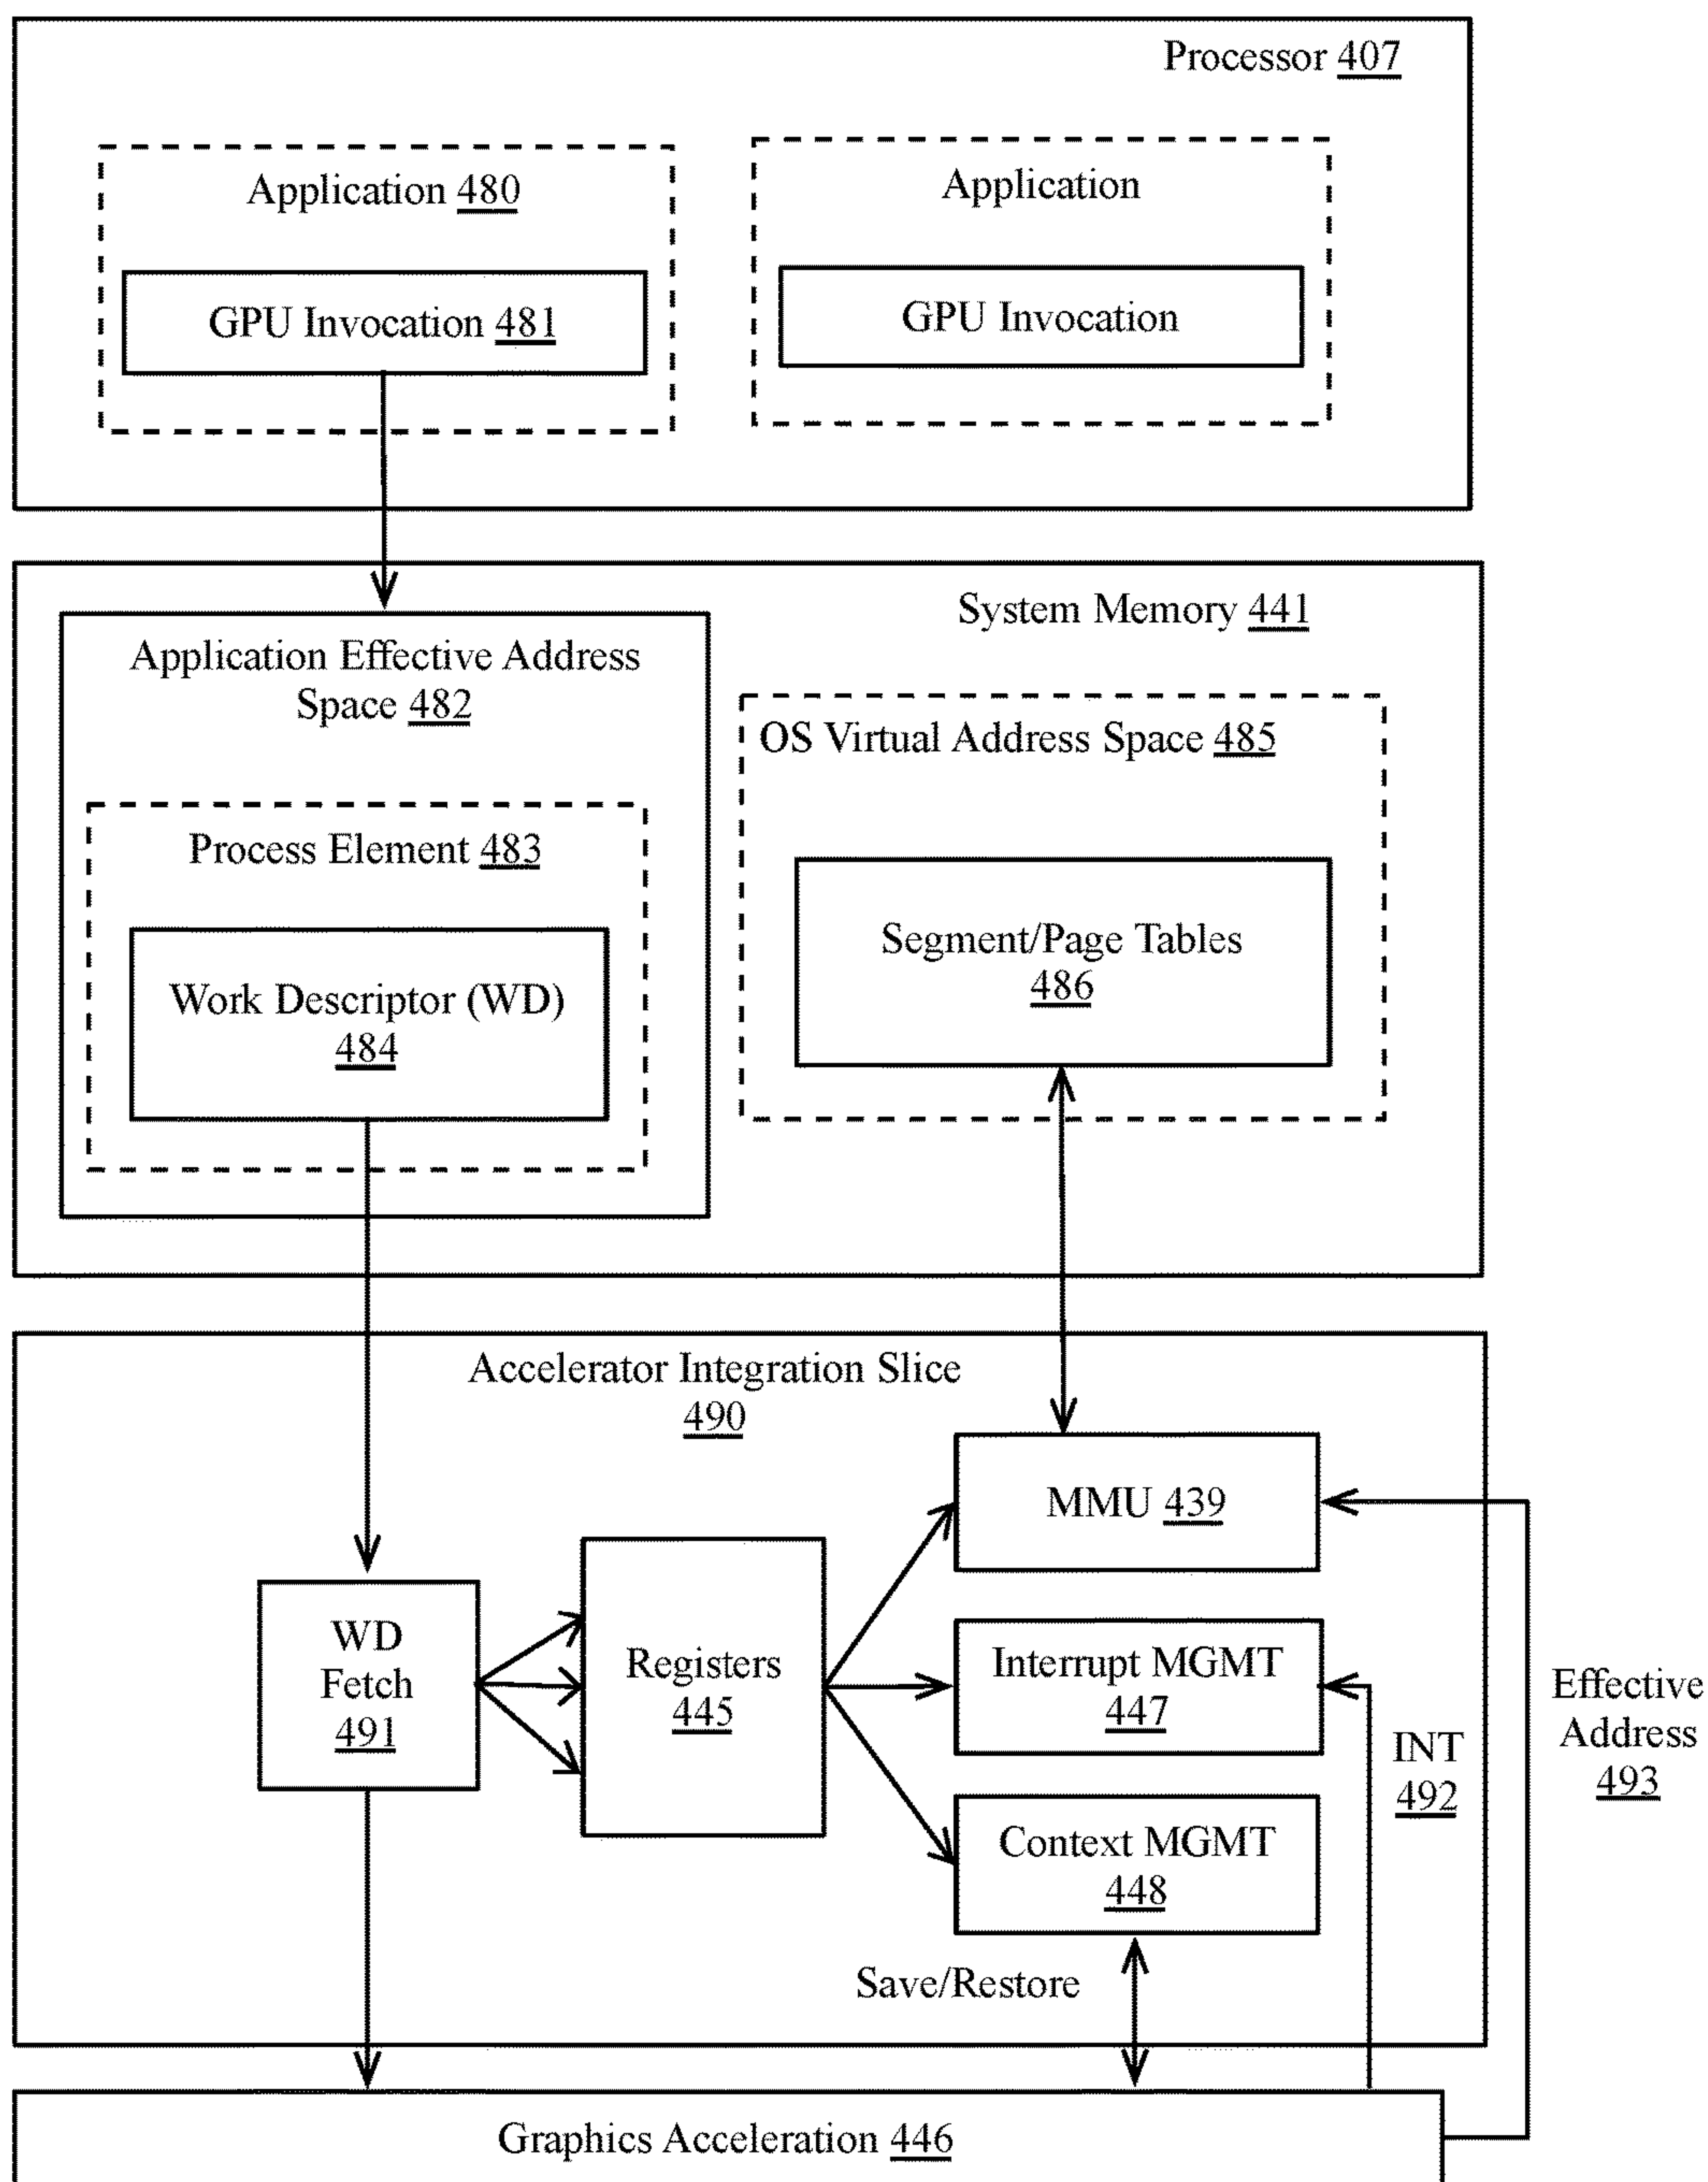 Processor 407
Application 480
Application
GPU Invocation 481
GPU Invocation
System Memory 441
Application Effective Address
Space 482
OS Virtual Address Space 485
Process Element 483
Segment/Page Tables
486
Work Descriptor (WD)
484
Accelerator Integration Slice
490
MMU 439
WD
Fetch
491
Registers
445
Interrupt MGMT
447
Effective
Address
493
INT
492
Context MGMT
448
Save/Restore
Graphics Acceleration 446